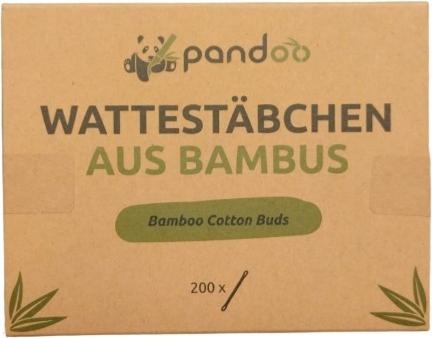 pandoo
WATTESTÄBCHEN
AUS BAMBUS
Bamboo Cotton Buds
200 x